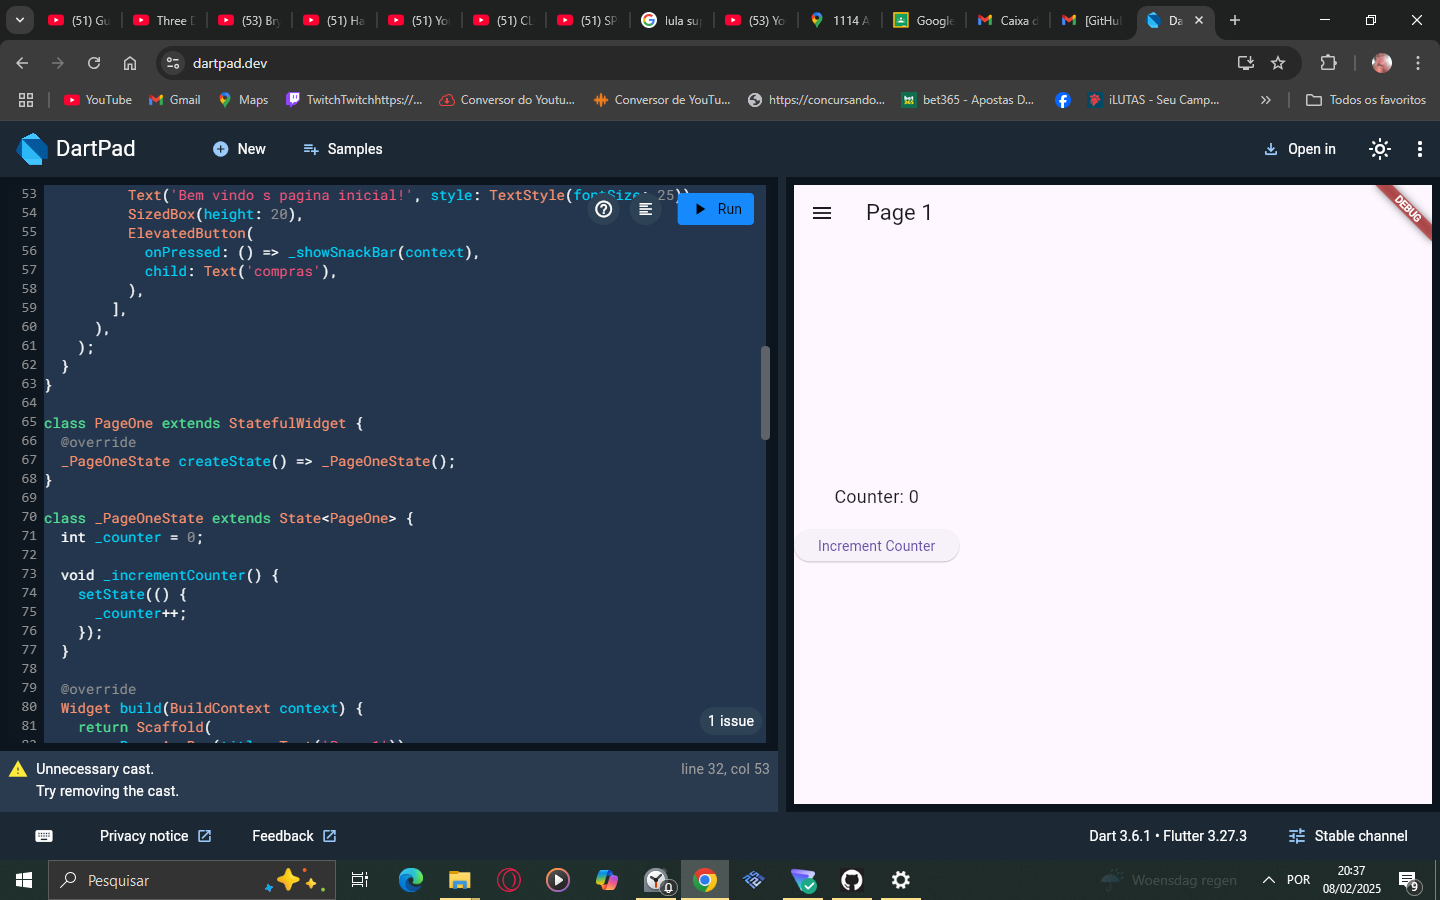 (51) Gu
Three D
(53) Bry
(51) Ha
(51) You
(51) CL
(51) SP
lula sup
(53) Yo
1114 A
Google
Caixa d
[GitHu
Da
dartpad.dev
YouTube
Gmail
Maps
TwitchTwitchhttps://...
Conversor do Youtu...
Conversor de YouTu...
https://concursando...
bet365 - Apostas D...
iLUTAS - Seu Camp...
Todos os favoritos
DartPad
New
Samples
Open in
53 Text('Bem vindo s pagina inicial!', style: TextStyle(fontSize: 25)),
54 SizedBox(height: 20),
55 ElevatedButton(
56 onPressed: () => _showSnackBar(context),
57 child: Text('compras'),
58 ),
59 ],
60 ),
61 );
62 }
63 }
64
65 class PageOne extends StatefulWidget {
66 @override
67 _PageOneState createState() => _PageOneState();
68 }
69
70 class _PageOneState extends State<PageOne> {
71 int _counter = 0;
72
73 void _incrementCounter() {
74 setState(() {
75 _counter++;
76 });
77 }
78
79 @override
80 Widget build(BuildContext context) {
81 return Scaffold(
Run
1 issue
Unnecessary cast.
line 32, col 53
Try removing the cast.
Page 1
DEBUG
Counter: 0
Increment Counter
Privacy notice
Feedback
Dart 3.6.1 • Flutter 3.27.3
Stable channel
Pesquisar
Woensdag regen
POR
20:37
08/02/2025
9